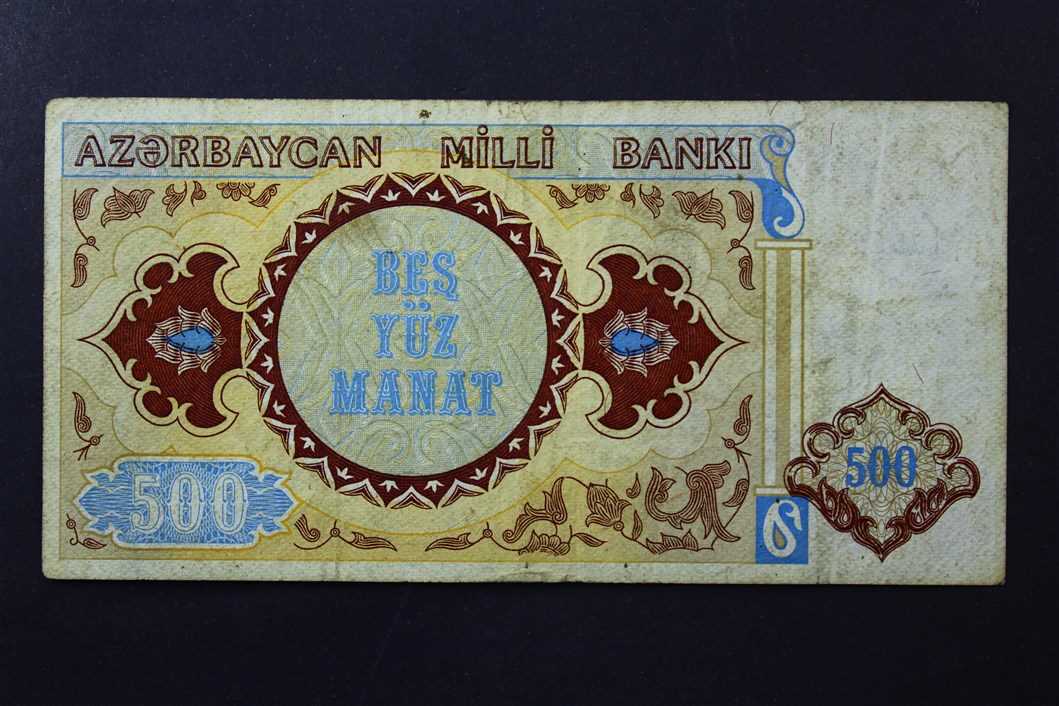 AZƏRBAYCAN MİLLİ BANKI
BEŞ
YÜZ
MANAT
500
500